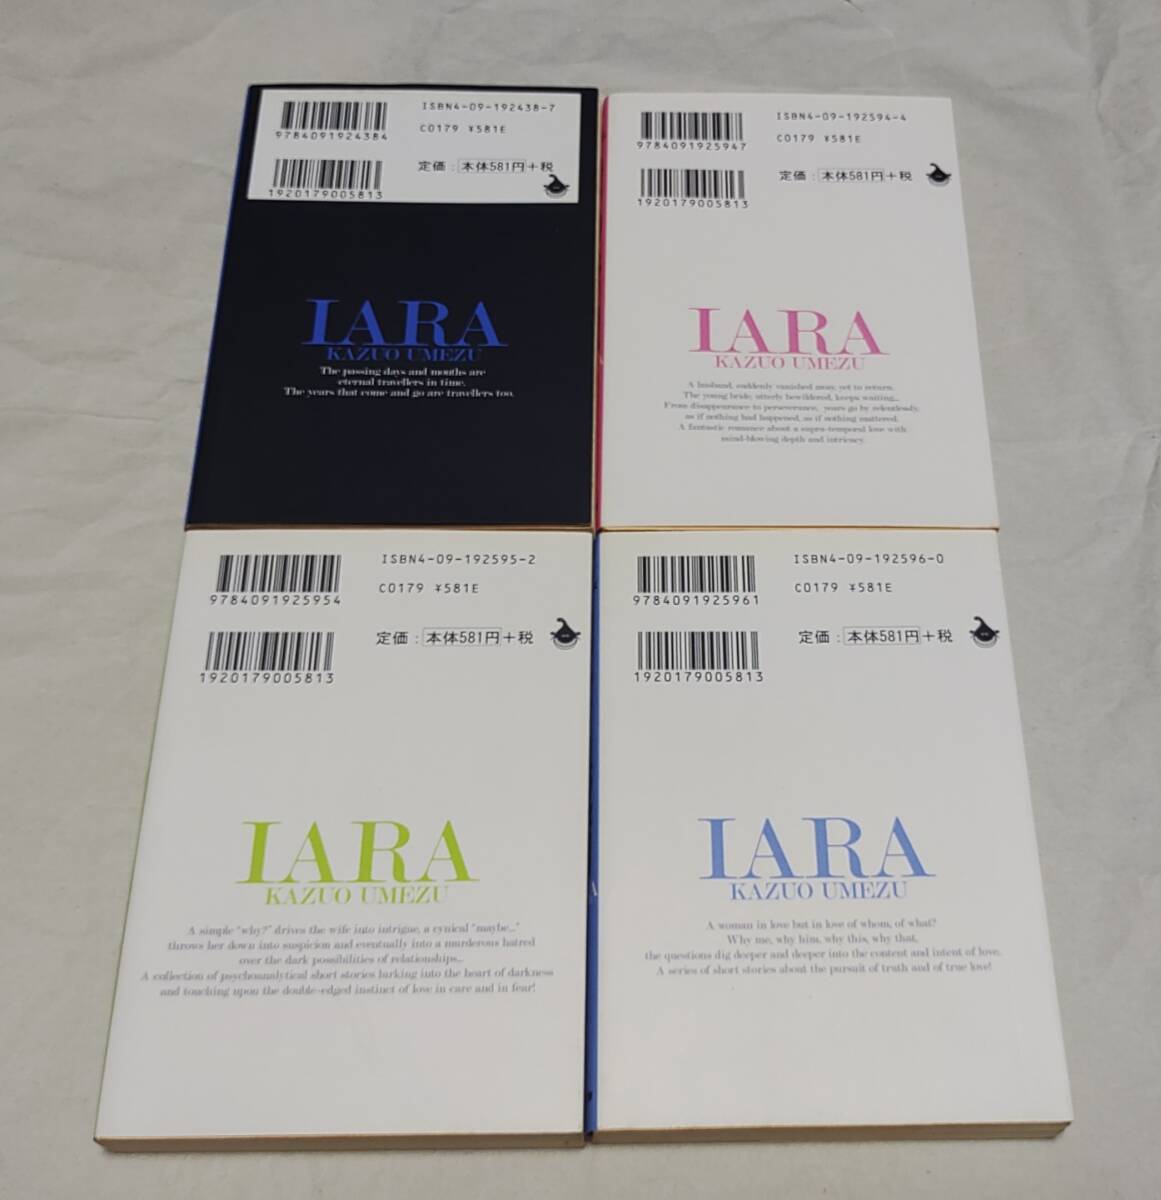 ISBN4-09-192438-7
9784091924384
C0179 ¥581E
定価：本体581円+税
1920179005813
IARA
KAZUO UMEZU
The passing days and mouths are
eternal travellers in time.
The years that come and go are travellers too.
ISBN4-09-192594-4
9784091925947
C0179 ¥581E
定価：本体581円+税
1920179005813
IARA
KAZUO UMEZU
A husband, suddenly vanished away, yet to return.
The young bride, utterly bewildered, keeps waiting...
From disappearance to perseverance, years go by relentlessly,
as if nothing had happened, as if nothing mattered.
A fantastic romance about a supra-temporal love with
mind-blowing depth and intricacy.
ISBN4-09-192595-2
9784091925954
C0179 ¥581E
定価：本体581円+税
1920179005813
IARA
KAZUO UMEZU
A simple "why?" drives the wife into intrigue, a cynical "maybe..."
throws her down into suspicion and eventually into a murderous hatred
over the dark possibilities of relationships...
A collection of psychoanalytical short stories lurking into the heart of darkness
and touching upon the double-edged instinct of love in care and in fear!
ISBN4-09-192596-0
9784091925961
C0179 ¥581E
定価：本体581円+税
1920179005813
IARA
KAZUO UMEZU
A woman in love but in love of whom, of what?
Why me, why him, why this, why that,
the questions dig deeper and deeper into the content and intent of love.
A series of short stories about the pursuit of truth and of true love!